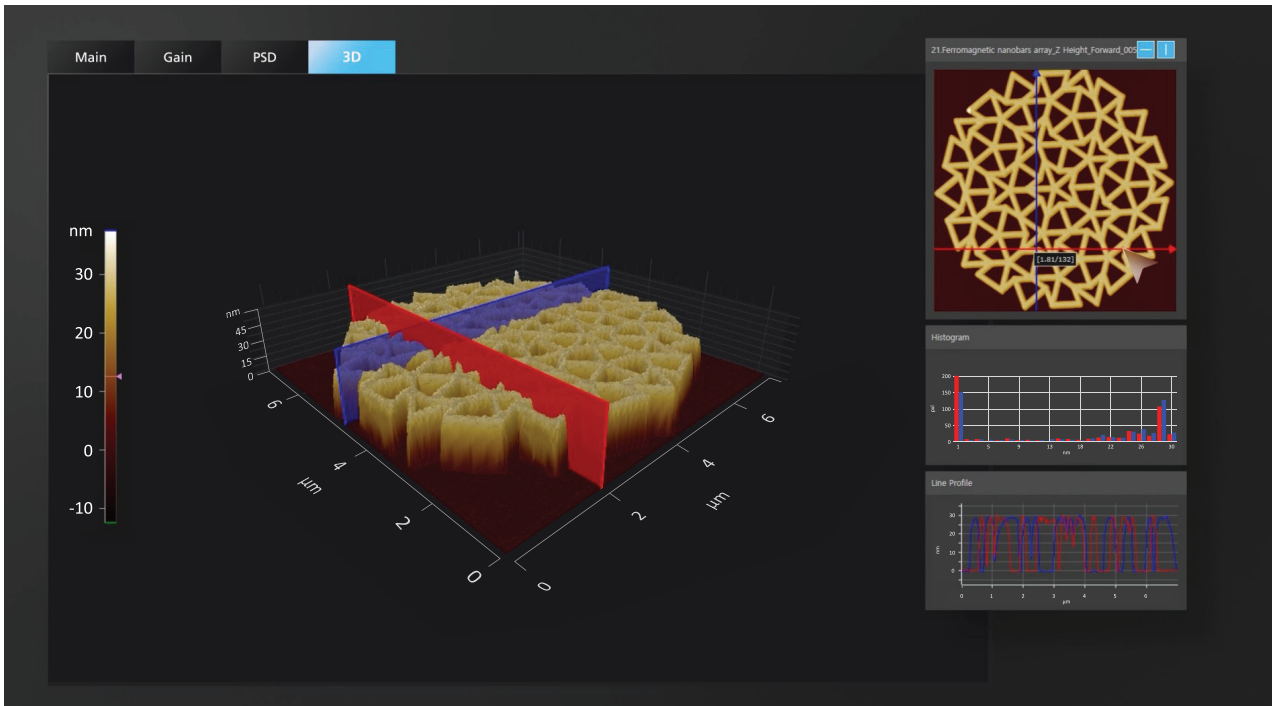 Main Gain PSD 3D
21.Ferromagnetic nanobars array_Z Height_Forward_005
[1.81/132]
nm
30
20
10
0
-10
nm
45
30
15
0
6
4
μm
2
0
0
2
μm
4
6
Histogram
200
150
100
50
0
pxl
1 5 9 13 18 22 26 30
nm
Line Profile
30
20
10
0
nm
0 1 2 3 4 5 6
μm